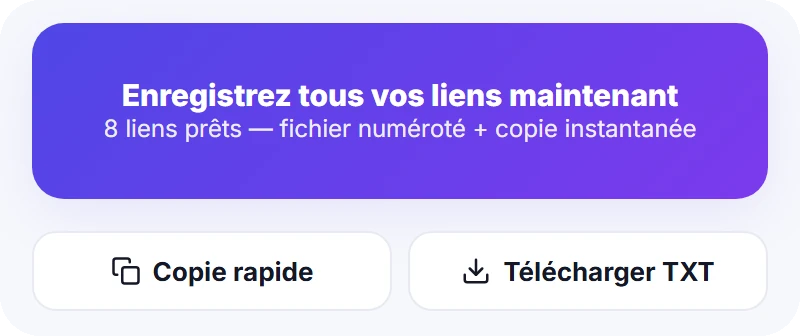 Enregistrez tous vos liens maintenant
8 liens prêts — fichier numéroté + copie instantanée
Copie rapide
Télécharger TXT